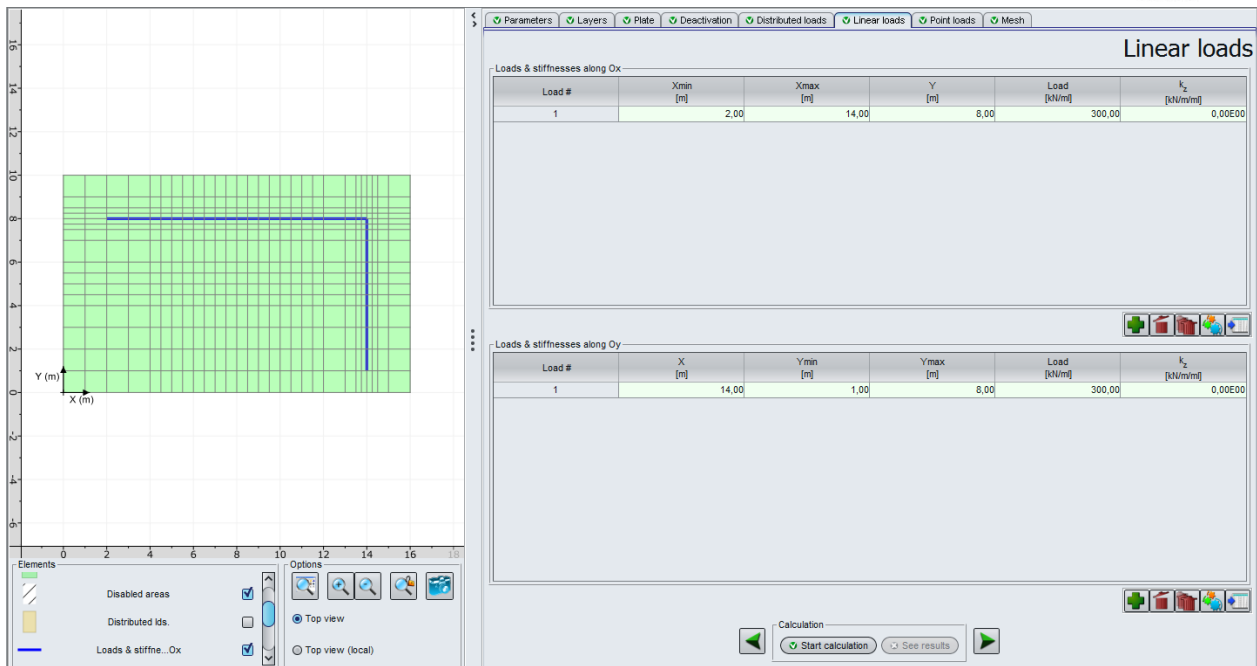 Parameters Layers Plate Deactivation Distributed loads Linear loads Point loads Mesh
Linear loads
Loads & stiffnesses along Ox
Load # Xmin [m] Xmax [m] Y [m] Load [kN/ml] kz [kN/m/ml]
1 2,00 14,00 8,00 300,00 0,00E00
Loads & stiffnesses along Oy
Load # X [m] Ymin [m] Ymax [m] Load [kN/ml] kz [kN/m/ml]
1 14,00 1,00 8,00 300,00 0,00E00
Calculation
Start calculation See results
16
14
12
10
8
6
4
2
0
-2
-4
-6
Y (m)
X (m)
0 2 4 6 8 10 12 14 16 18
Elements
Disabled areas
Distributed lds.
Loads & stiffne...Ox
Options
Top view
Top view (local)